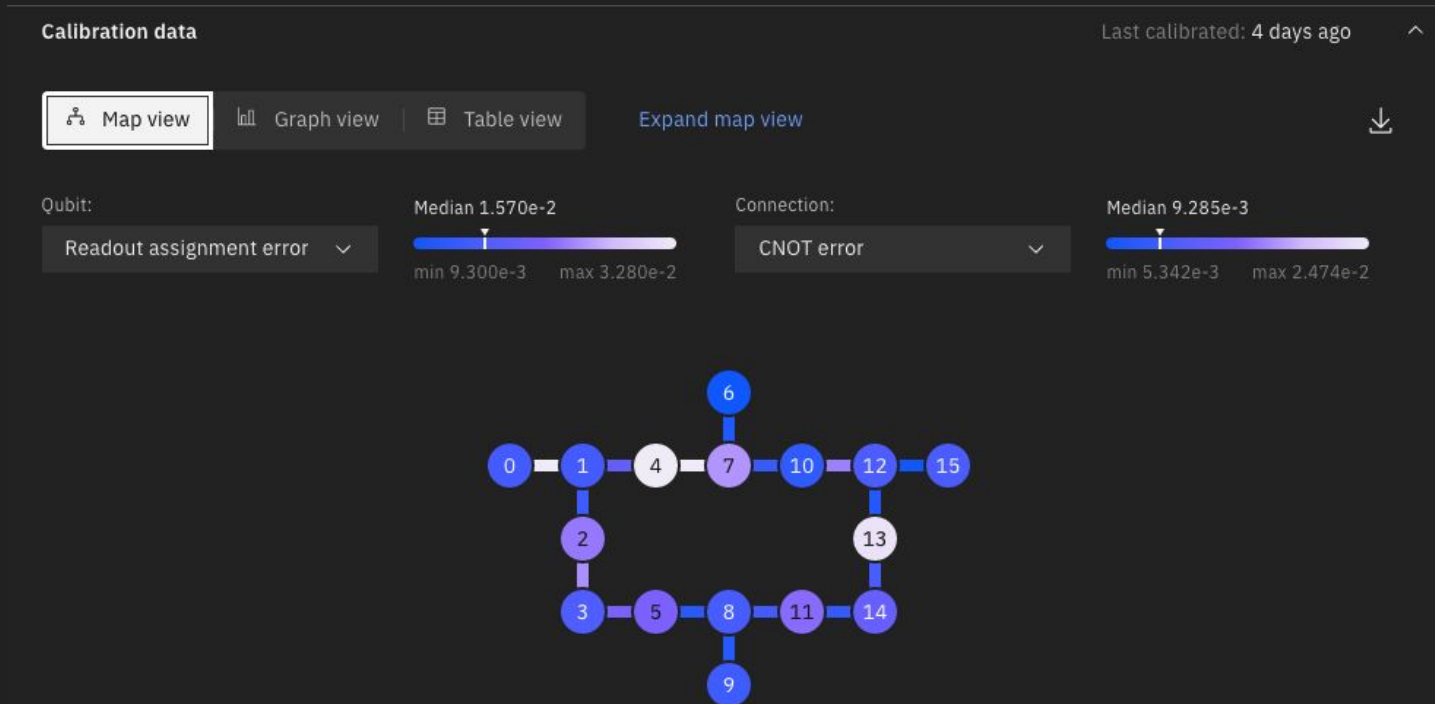 Calibration data
Last calibrated: 4 days ago
Map view
Graph view
Table view
Expand map view
Qubit:
Median 1.570e-2
Connection:
Median 9.285e-3
Readout assignment error
CNOT error
min 9.300e-3 max 3.280e-2
min 5.342e-3 max 2.474e-2
6
0 1 4 7 10 12 15
2 13
3 5 8 11 14
9